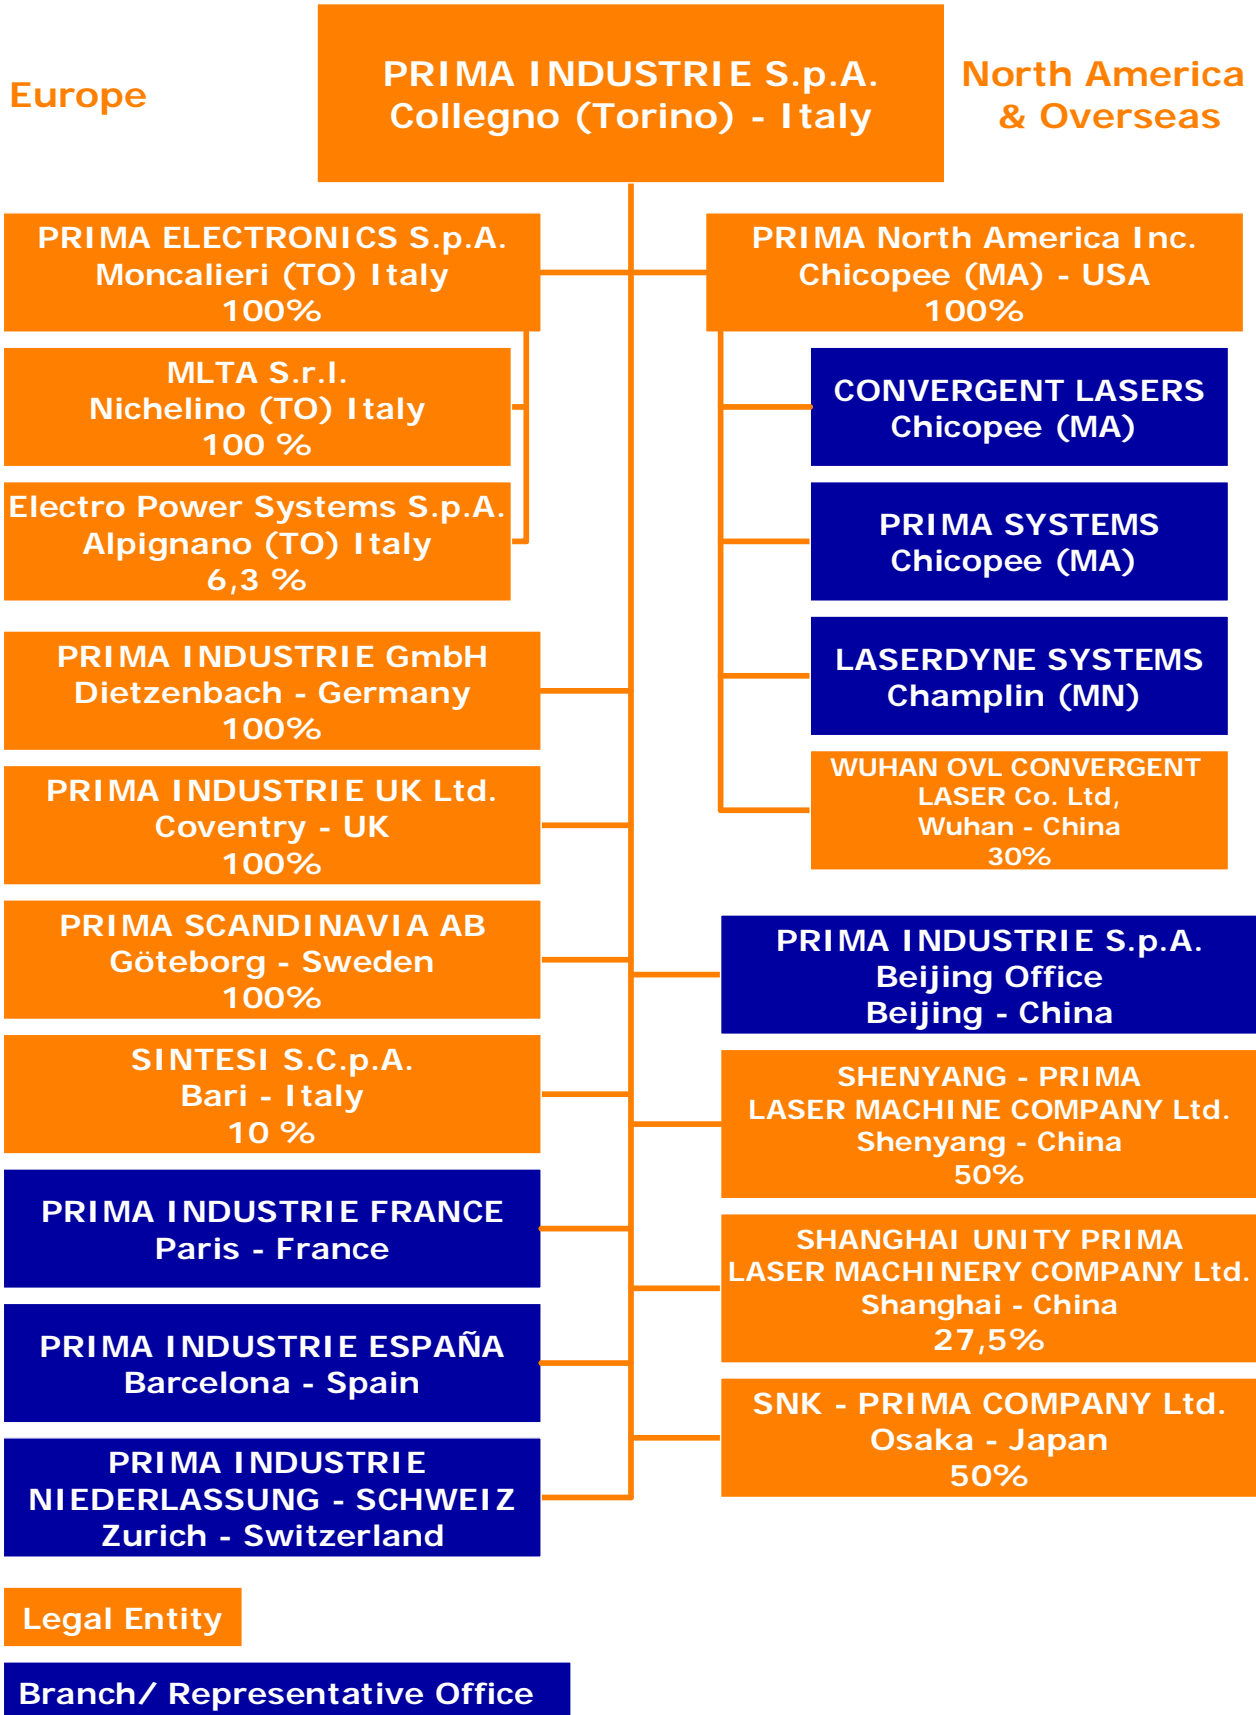 PRIMA INDUSTRIE S.p.A.
Collegno (Torino) - Italy
Europe
North America
& Overseas
PRIMA ELECTRONICS S.p.A.
Moncalieri (TO) Italy
100%
MLTA S.r.l.
Nichelino (TO) Italy
100 %
Electro Power Systems S.p.A.
Alpignano (TO) Italy
6,3 %
PRIMA INDUSTRIE GmbH
Dietzenbach - Germany
100%
PRIMA INDUSTRIE UK Ltd.
Coventry - UK
100%
PRIMA SCANDINAVIA AB
Göteborg - Sweden
100%
SINTESI S.C.p.A.
Bari - Italy
10 %
PRIMA INDUSTRIE FRANCE
Paris - France
PRIMA INDUSTRIE ESPAÑA
Barcelona - Spain
PRIMA INDUSTRIE
NIEDERLASSUNG - SCHWEIZ
Zurich - Switzerland
PRIMA North America Inc.
Chicopee (MA) - USA
100%
CONVERGENT LASERS
Chicopee (MA)
PRIMA SYSTEMS
Chicopee (MA)
LASERDYNE SYSTEMS
Champlin (MN)
WUHAN OVL CONVERGENT
LASER Co. Ltd,
Wuhan - China
30%
PRIMA INDUSTRIE S.p.A.
Beijing Office
Beijing - China
SHENYANG - PRIMA
LASER MACHINE COMPANY Ltd.
Shenyang - China
50%
SHANGHAI UNITY PRIMA
LASER MACHINERY COMPANY Ltd.
Shanghai - China
27,5%
SNK - PRIMA COMPANY Ltd.
Osaka - Japan
50%
Legal Entity
Branch/ Representative Office